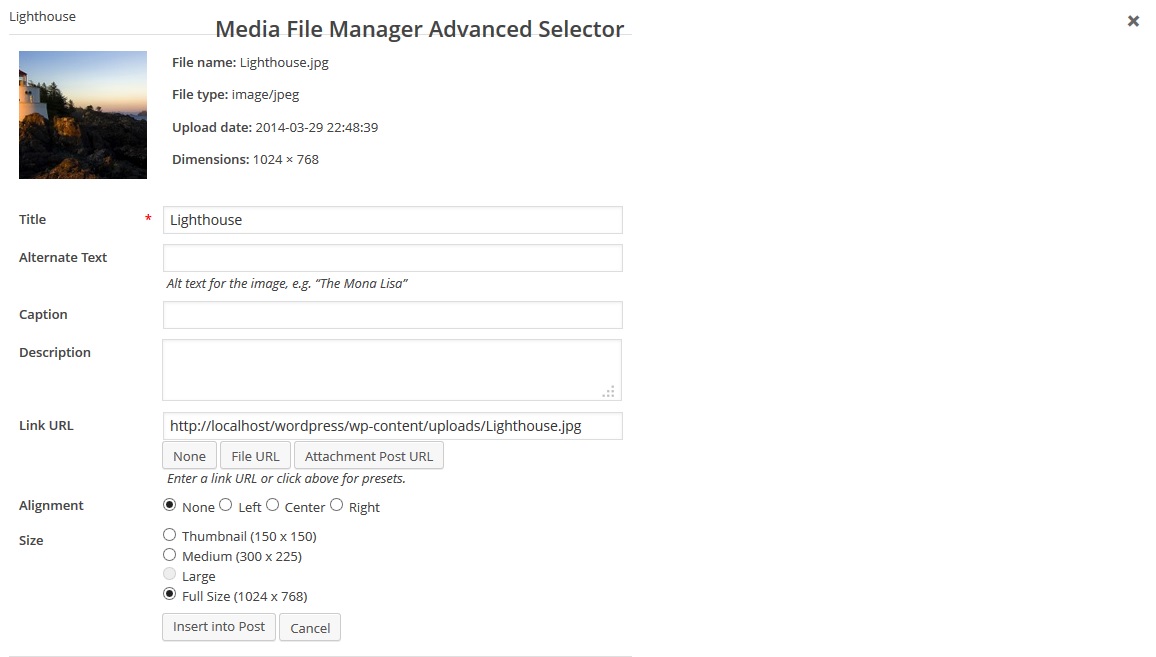 Lighthouse
Media File Manager Advanced Selector
×
File name: Lighthouse.jpg
File type: image/jpeg
Upload date: 2014-03-29 22:48:39
Dimensions: 1024 × 768
Title * Lighthouse
Alternate Text
Alt text for the image, e.g. “The Mona Lisa”
Caption
Description
Link URL http://localhost/wordpress/wp-content/uploads/Lighthouse.jpg
None File URL Attachment Post URL
Enter a link URL or click above for presets.
Alignment None Left Center Right
Size Thumbnail (150 x 150)
Medium (300 x 225)
Large
Full Size (1024 x 768)
Insert into Post Cancel